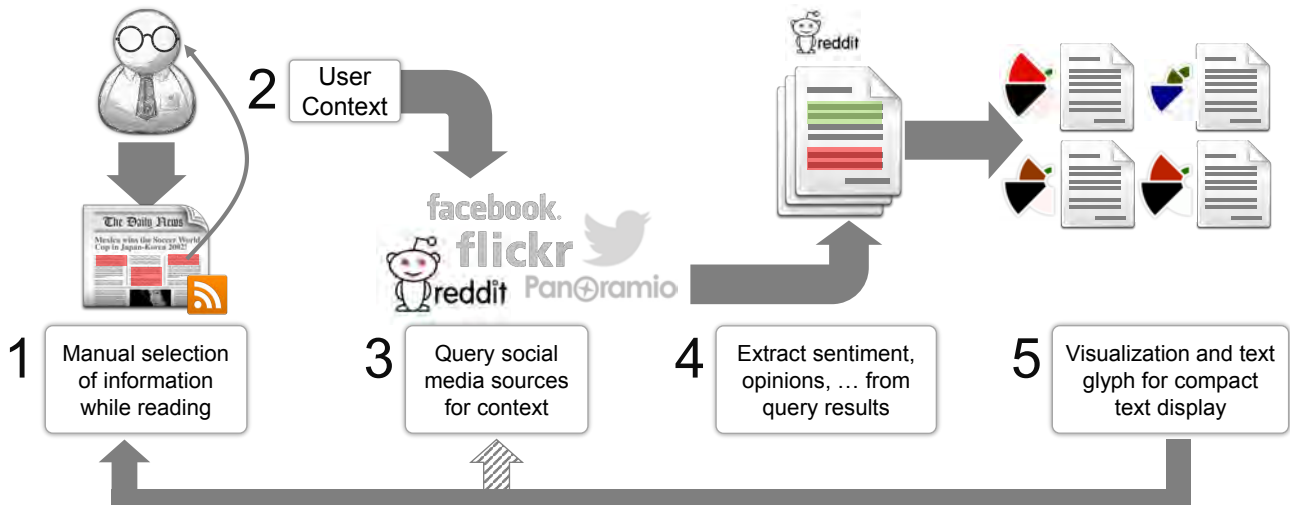 reddit
2
User
Context
The Daily News
Mexico wins the Soccer World
Cup in Japan-Korea 2002!
facebook.
flickr
reddit
Panoramio
1
Manual selection
of information
while reading
3
Query social
media sources
for context
4
Extract sentiment,
opinions, … from
query results
5
Visualization and text
glyph for compact
text display